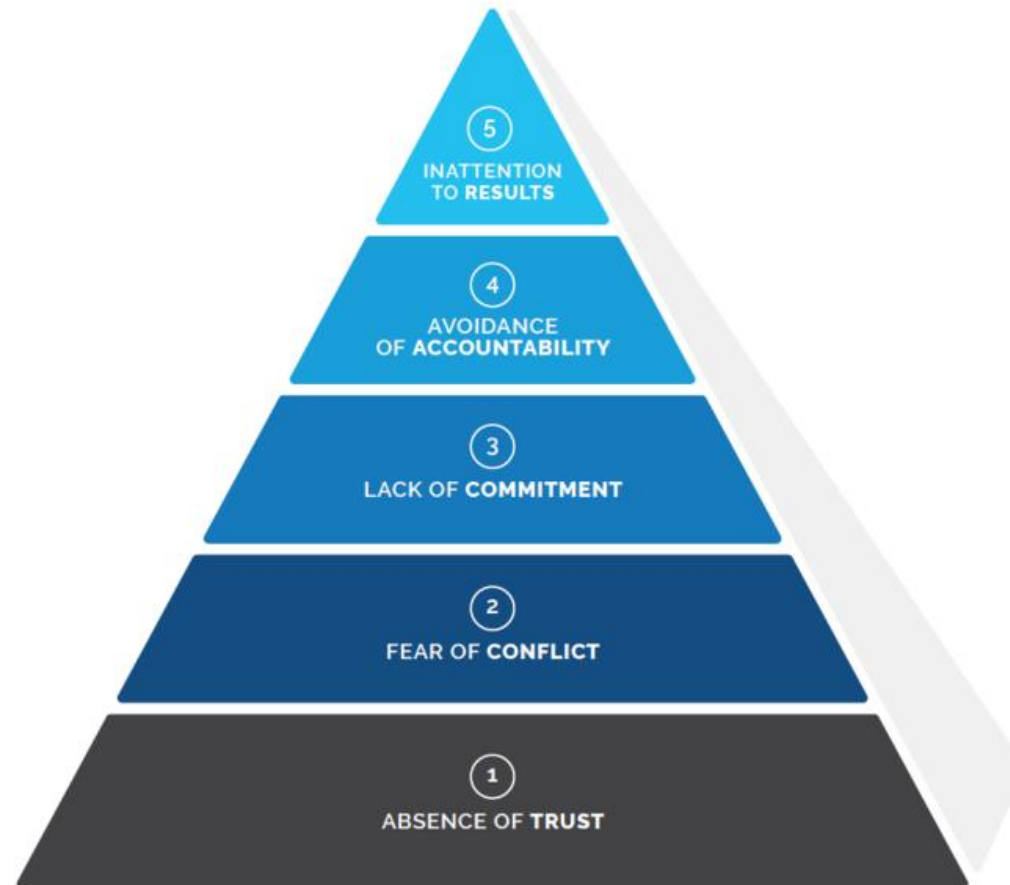 5
INATTENTION
TO RESULTS
4
AVOIDANCE
OF ACCOUNTABILITY
3
LACK OF COMMITMENT
2
FEAR OF CONFLICT
1
ABSENCE OF TRUST